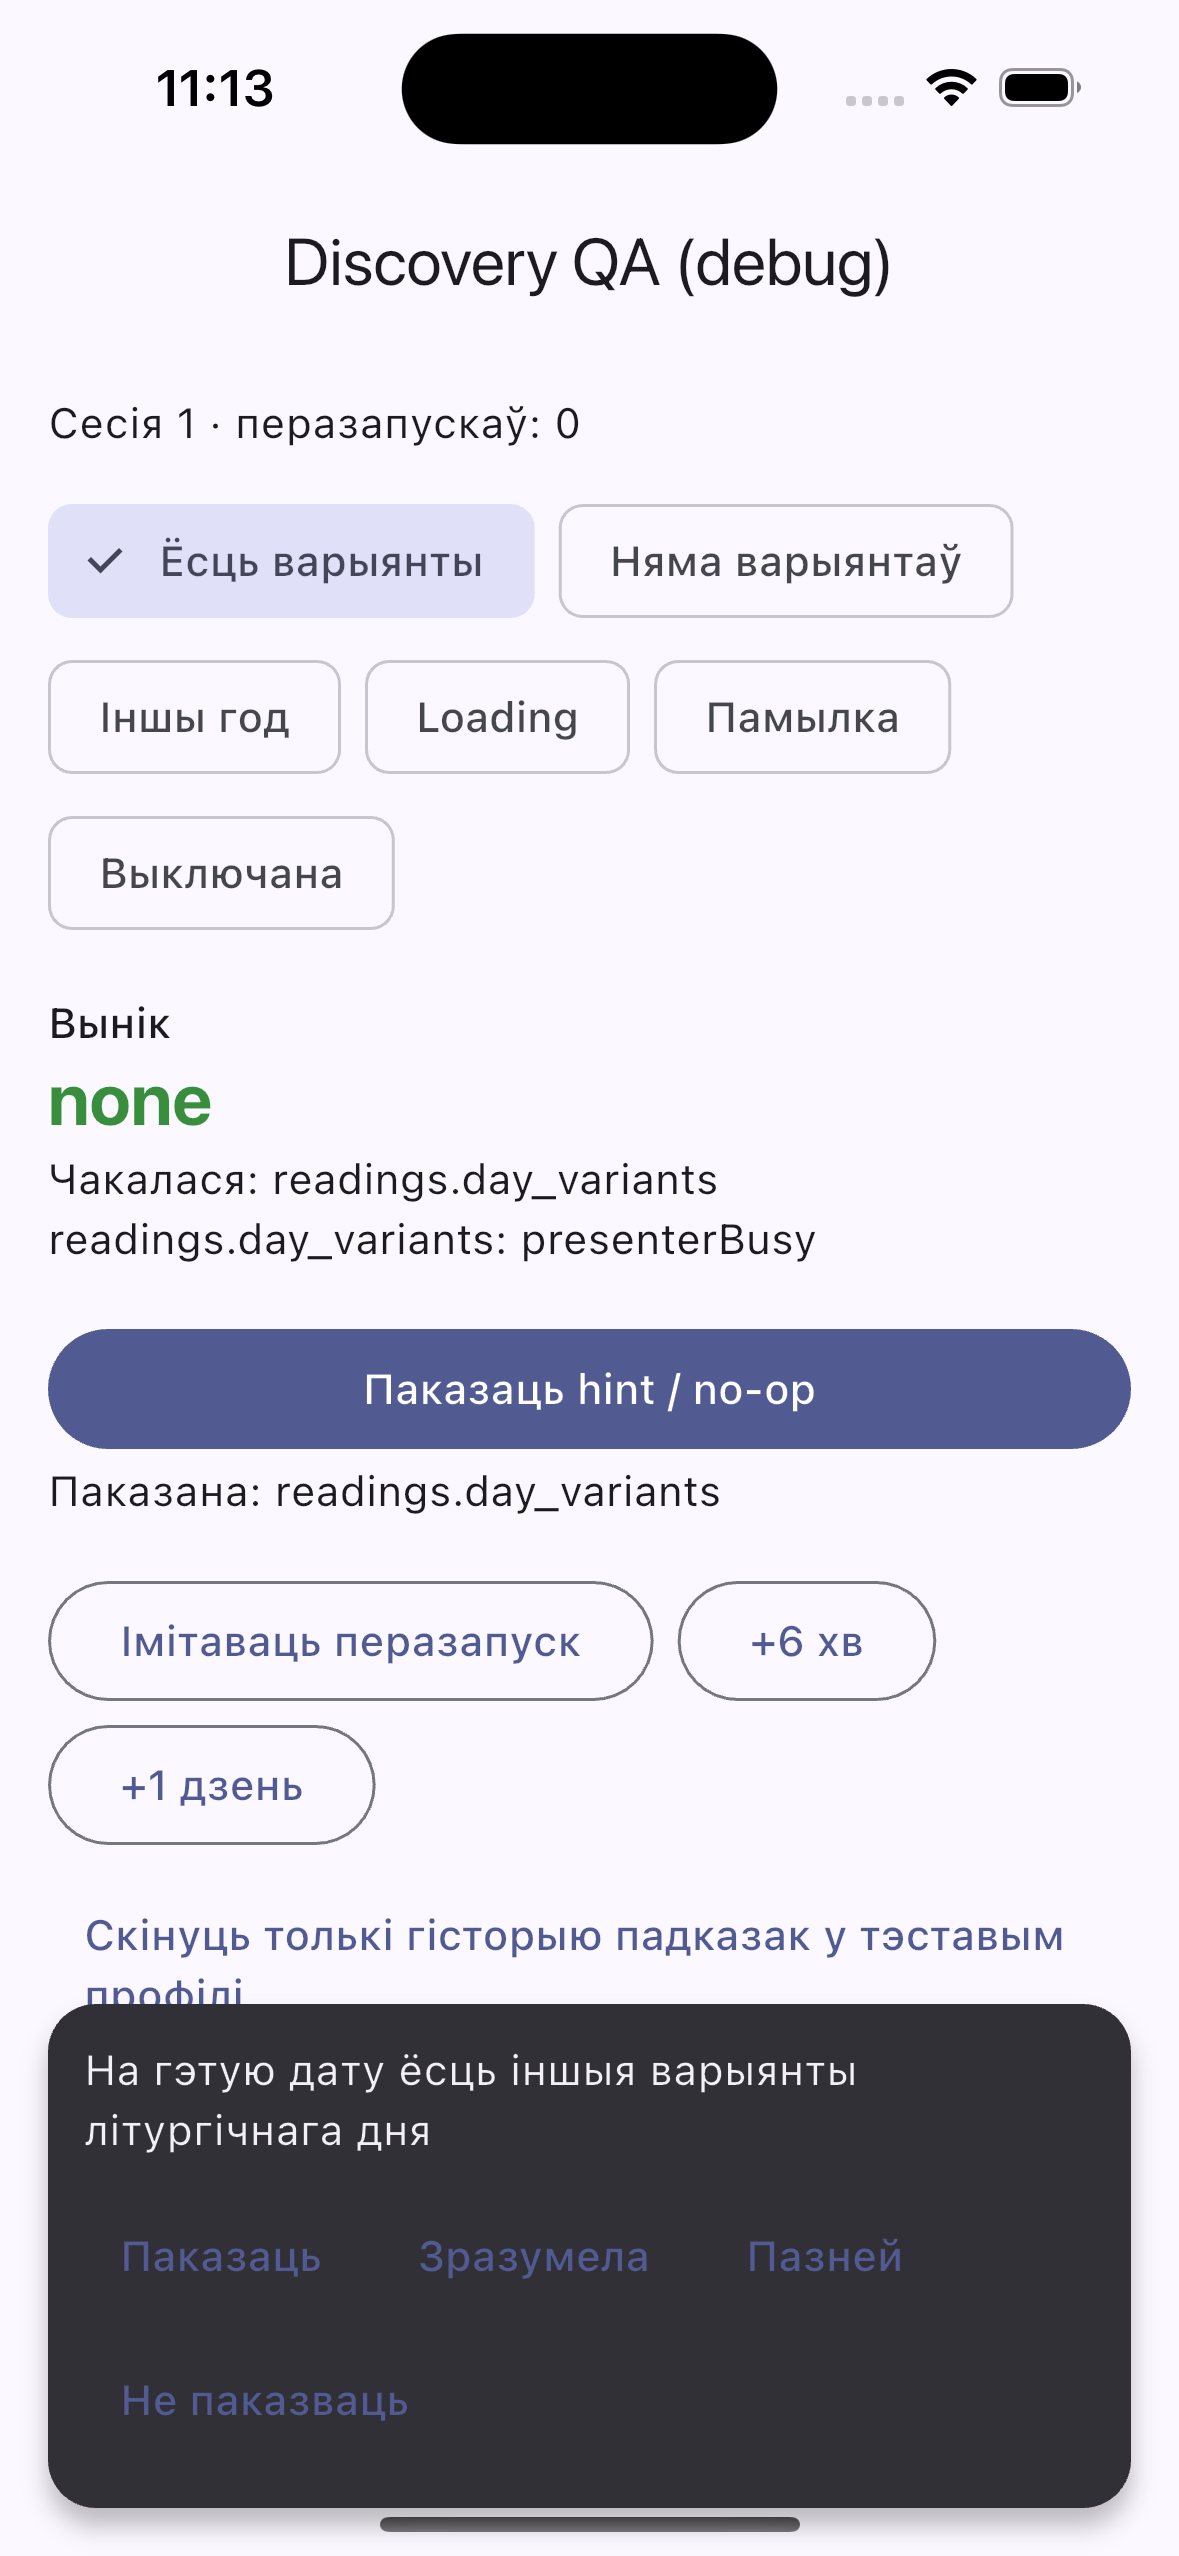 11:13
Discovery QA (debug)
Сесія 1 · перазапускаў: 0
Ёсць варыянты
Няма варыянтаў
Іншы год
Loading
Памылка
Выключана
Вынік
none
Чакалася: readings.day_variants
readings.day_variants: presenterBusy
Паказаць hint / no-op
Паказана: readings.day_variants
Імітаваць перазапуск
+6 хв
+1 дзень
Скінуць толькі гісторыю падказак у тэставым
профілі
На гэтую дату ёсць іншыя варыянты
літургічнага дня
Паказаць
Зразумела
Пазней
Не паказваць